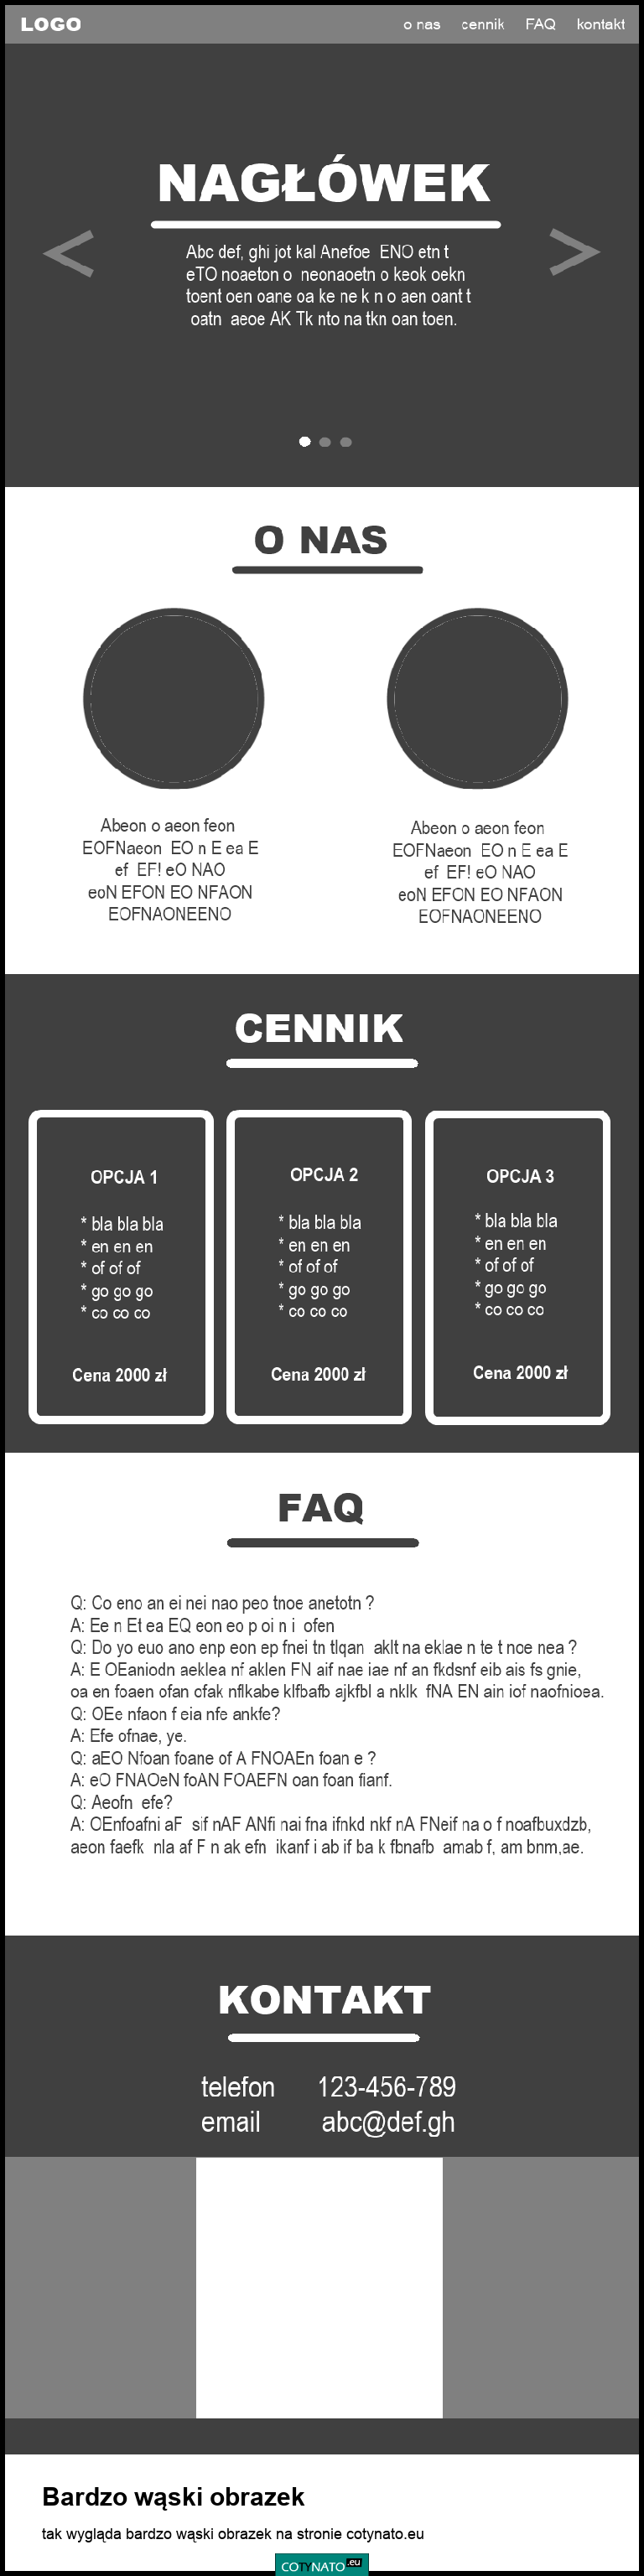 LOGO o nas cennik FAQ kontakt
NAGŁÓWEK
< >
Abc def, ghi jot kal Anefoe ENO etn t
eTO noaeton o neonaoetn o keok oekn
toent oen oane oa ke ne k n o aen oant t
oatn aeoe AK Tk nto na tkn oan toen.
O NAS
Abeon o aeon feon
EOFNaeon EO n E ea E
ef EF! eO NAO
eoN EFON EO NFAON
EOFNAONEENO
Abeon o aeon feon
EOFNaeon EO n E ea E
ef EF! eO NAO
eoN EFON EO NFAON
EOFNAONEENO
CENNIK
OPCJA 1
* bla bla bla
* en en en
* of of of
* go go go
* co co co
Cena 2000 zł
OPCJA 2
* bla bla bla
* en en en
* of of of
* go go go
* co co co
Cena 2000 zł
OPCJA 3
* bla bla bla
* en en en
* of of of
* go go go
* co co co
Cena 2000 zł
FAQ
Q: Co eno an ei nei nao peo tnoe anetotn ?
A: Ee n Et ea EQ eon eo p oi n i ofen
Q: Do yo euo ano enp eon ep fnei tn tlqan aklt na eklae n te t noe nea ?
A: E OEaniodn aeklea nf aklen FN aif nae iae nf an fkdsnf eib ais fs gnie,
oa en foaen ofan ofak nflkabe klfbafb ajkfbl a nklk fNA EN ain iof naofnioea.
Q: OEe nfaon f eia nfe ankfe?
A: Efe ofnae, ye.
Q: aEO Nfoan foane of A FNOAEn foan e ?
A: eO FNAOeN foAN FOAEFN oan foan fianf.
Q: Aeofn efe?
A: OEnfoafni aF sif nAF ANfi nai fna ifnkd nkf nA FNeif na o f noafbuxdzb,
aeon faefk nla af F n ak efn ikanf i ab if ba k fbnafb amab f, am bnm,ae.
KONTAKT
telefon 123-456-789
email abc@def.gh
Bardzo wąski obrazek
tak wygląda bardzo wąski obrazek na stronie cotynato.eu
COTYNATO.eu